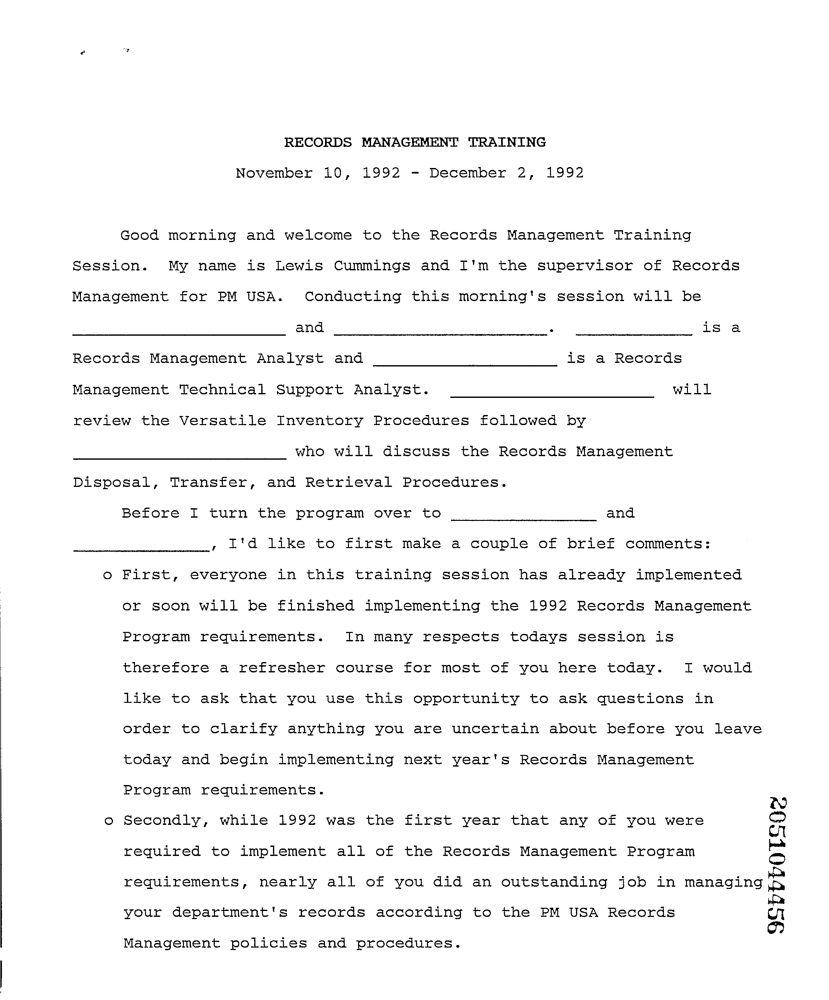 RECORDS MANAGEMENT TRAINING
November 10, 1992 - December 2, 1992
Good morning and welcome to the Records Management Training
Session. My name is Lewis Cummings and I'm the supervisor of Records
Management for PM USA. Conducting this morning's session will be
____________________ and ____________________. ___________ is a
Records Management Analyst and _________________ is a Records
Management Technical Support Analyst. ___________________ will
review the Versatile Inventory Procedures followed by
____________________ who will discuss the Records Management
Disposal, Transfer, and Retrieval Procedures.
Before I turn the program over to ______________ and
_____________, I'd like to first make a couple of brief comments:
o First, everyone in this training session has already implemented
or soon will be finished implementing the 1992 Records Management
Program requirements. In many respects todays session is
therefore a refresher course for most of you here today. I would
like to ask that you use this opportunity to ask questions in
order to clarify anything you are uncertain about before you leave
today and begin implementing next year's Records Management
Program requirements.
o Secondly, while 1992 was the first year that any of you were
required to implement all of the Records Management Program
requirements, nearly all of you did an outstanding job in managing
your department's records according to the PM USA Records
Management policies and procedures.
2051044456